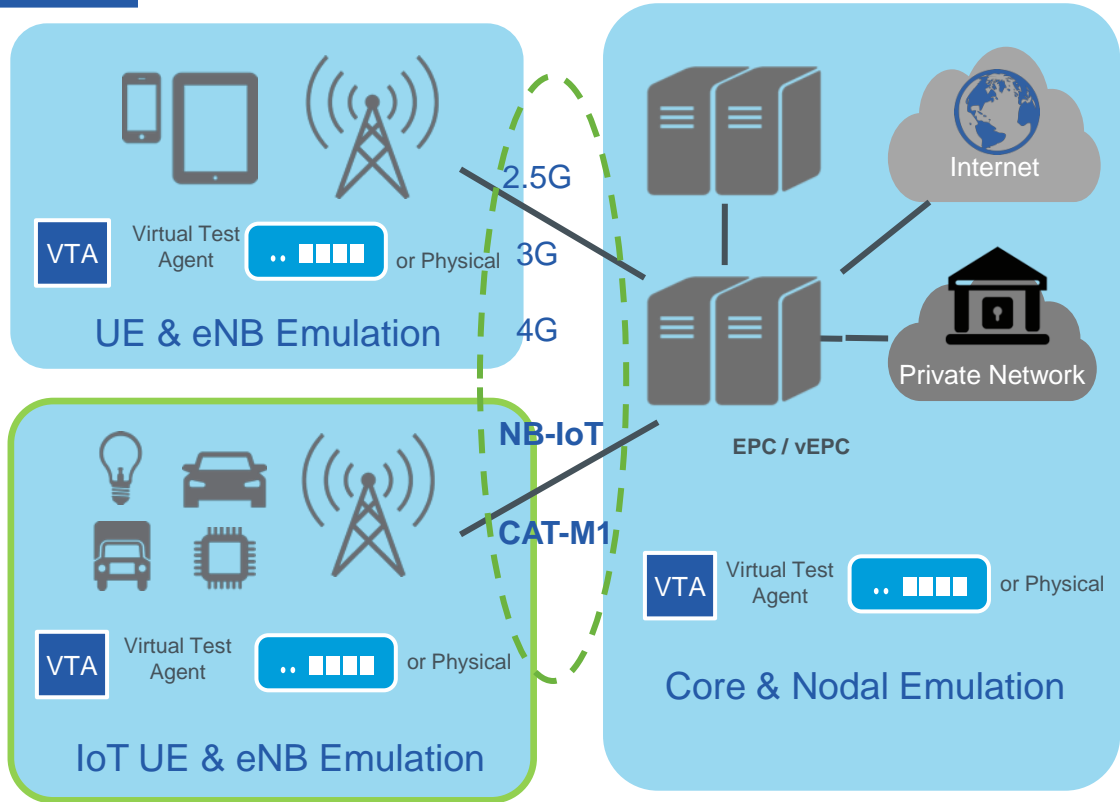 VTA
Virtual Test
Agent
or Physical
UE & eNB Emulation
2.5G
3G
4G
NB-IoT
CAT-M1
VTA
Virtual Test
Agent
or Physical
IoT UE & eNB Emulation
Internet
Private Network
EPC / vEPC
VTA
Virtual Test
Agent
or Physical
Core & Nodal Emulation